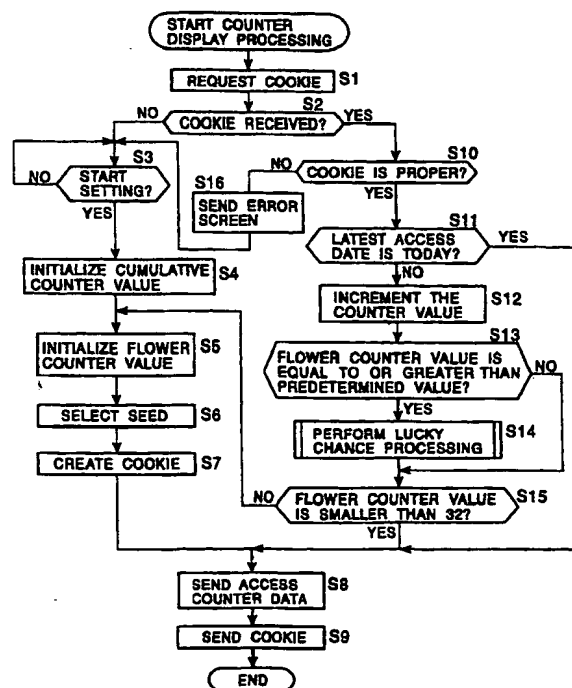 START COUNTER
DISPLAY PROCESSING
REQUEST COOKIE
S1
S2
NO
COOKIE RECEIVED?
YES
S3
NO
START
SETTING?
YES
S16
SEND ERROR
SCREEN
NO
S10
COOKIE IS PROPER?
YES
S11
LATEST ACCESS
DATE IS TODAY?
YES
NO
INITIALIZE CUMULATIVE
COUNTER VALUE
S4
INCREMENT THE
COUNTER VALUE
S12
S13
INITIALIZE FLOWER
COUNTER VALUE
S5
FLOWER COUNTER VALUE IS
EQUAL TO OR GREATER THAN
PREDETERMINED VALUE?
NO
YES
SELECT SEED
S6
PERFORM LUCKY
CHANCE PROCESSING
S14
CREATE COOKIE
S7
NO
FLOWER COUNTER VALUE
IS SMALLER THAN 32?
S15
YES
SEND ACCESS
COUNTER DATA
S8
SEND COOKIE
S9
END